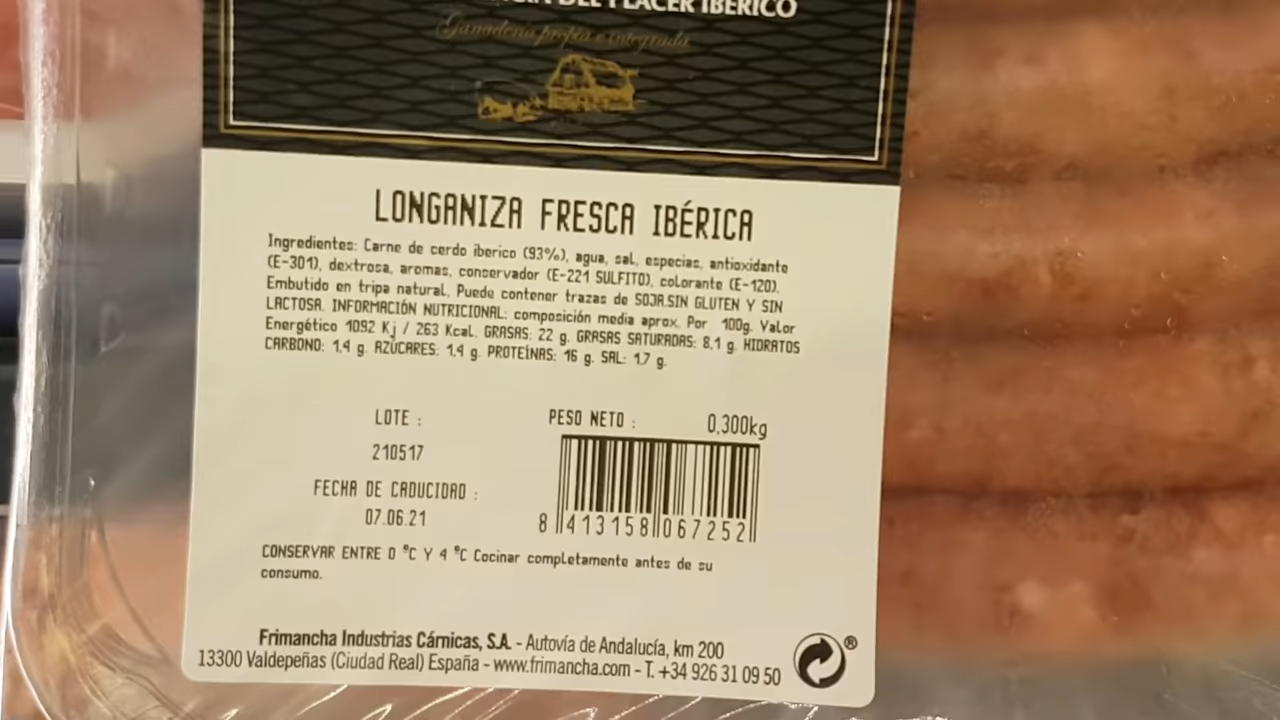 DEL PLACER IBÉRICO
Ganadería propia e integrada
LONGANIZA FRESCA IBÉRICA
Ingredientes: Carne de cerdo iberico (93%), agua, sal, especias, antioxidante
(E-301), dextrosa, aromas, conservador (E-221 SULFITO), colorante (E-120).
Embutido en tripa natural. Puede contener trazas de SOJA.SIN GLUTEN Y SIN
LACTOSA. INFORMACIÓN NUTRICIONAL: composición media aprox. Por 100g. Valor
Energético 1092 Kj / 263 Kcal. GRASAS: 22 g. GRASAS SATURADAS: 8,1 g. HIDRATOS
CARBONO: 1,4 g. AZÚCARES: 1,4 g. PROTEÍNAS: 16 g. SAL: 1,7 g.
LOTE :
210517
FECHA DE CADUCIDAD :
07.06.21
PESO NETO : 0,300kg
8 413158 067252
CONSERVAR ENTRE 0 ºC Y 4 ºC Cocinar completamente antes de su
consumo.
Frimancha Industrias Cárnicas, S.A. - Autovía de Andalucía, km 200
13300 Valdepeñas (Ciudad Real) España - www.frimancha.com - T. +34 926 31 09 50
®